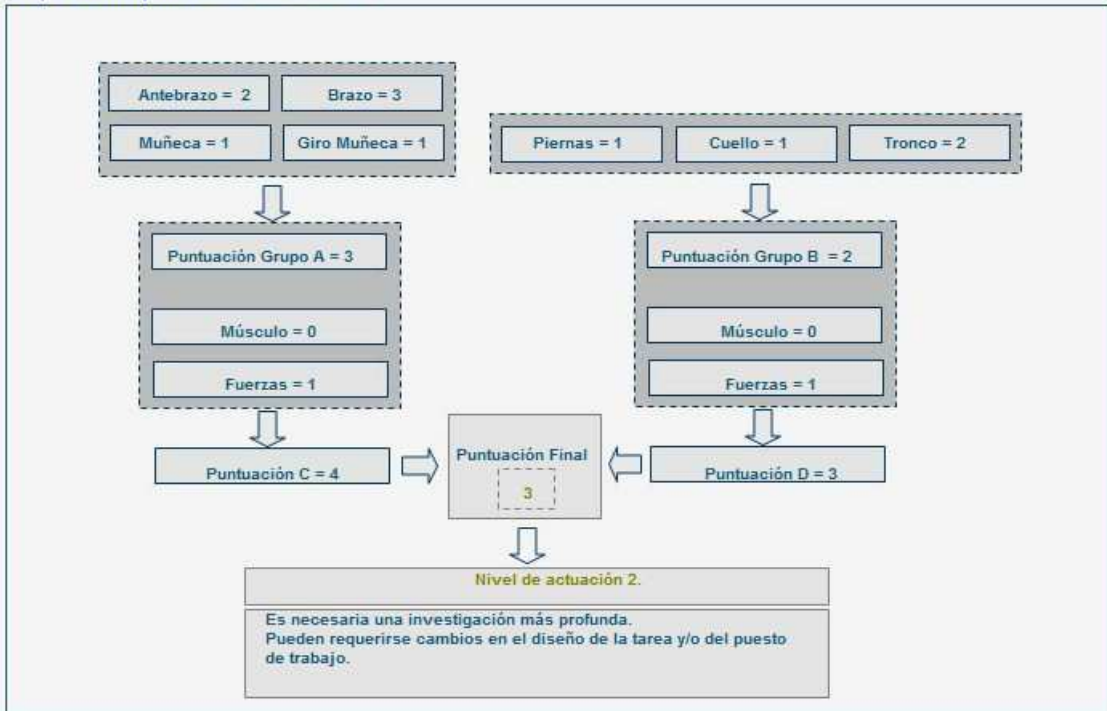 Antebrazo = 2
Brazo = 3
Muñeca = 1
Giro Muñeca = 1
Piernas = 1
Cuello = 1
Tronco = 2
Puntuación Grupo A = 3
Músculo = 0
Fuerzas = 1
Puntuación Grupo B = 2
Músculo = 0
Fuerzas = 1
Puntuación C = 4
Puntuación Final
3
Puntuación D = 3
Nivel de actuación 2.
Es necesaria una investigación más profunda.
Pueden requerirse cambios en el diseño de la tarea y/o del puesto
de trabajo.